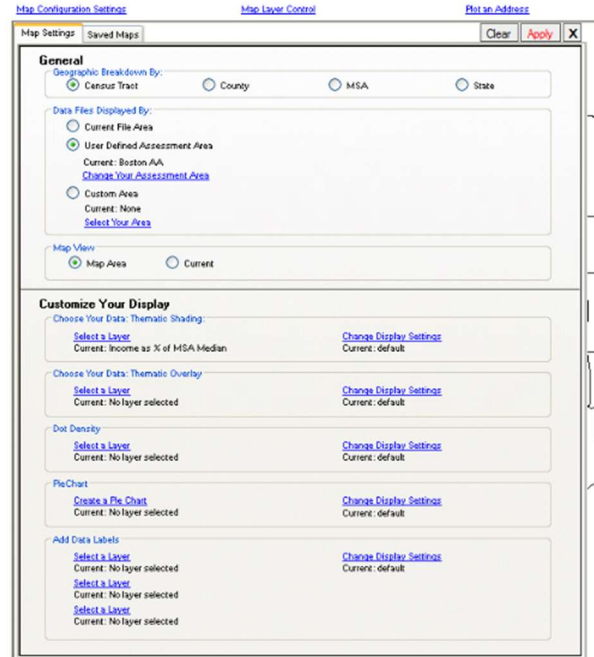 Map Configuration Settings Map Layer Control Plot an Address
Map Settings Saved Maps Clear Apply X
General
Geographic Breakdown By:
Census Tract County MSA State
Data Files Displayed By:
Current File Area
User Defined Assessment Area
Current: Boston AA
Change Your Assessment Area
Custom Area
Current: None
Select Your Area
Map View
Map Area Current
Customize Your Display
Choose Your Data: Thematic Shading:
Select a Layer Change Display Settings
Current: Income as % of MSA Median Current: default
Choose Your Data: Thematic Overlay
Select a Layer Change Display Settings
Current: No layer selected Current: default
Dot Density
Select a Layer Change Display Settings
Current: No layer selected Current: default
PieChart
Create a Pie Chart Change Display Settings
Current: No layer selected Current: default
Add Data Labels
Select a Layer Change Display Settings
Current: No layer selected Current: default
Select a Layer
Current: No layer selected
Select a Layer
Current: No layer selected